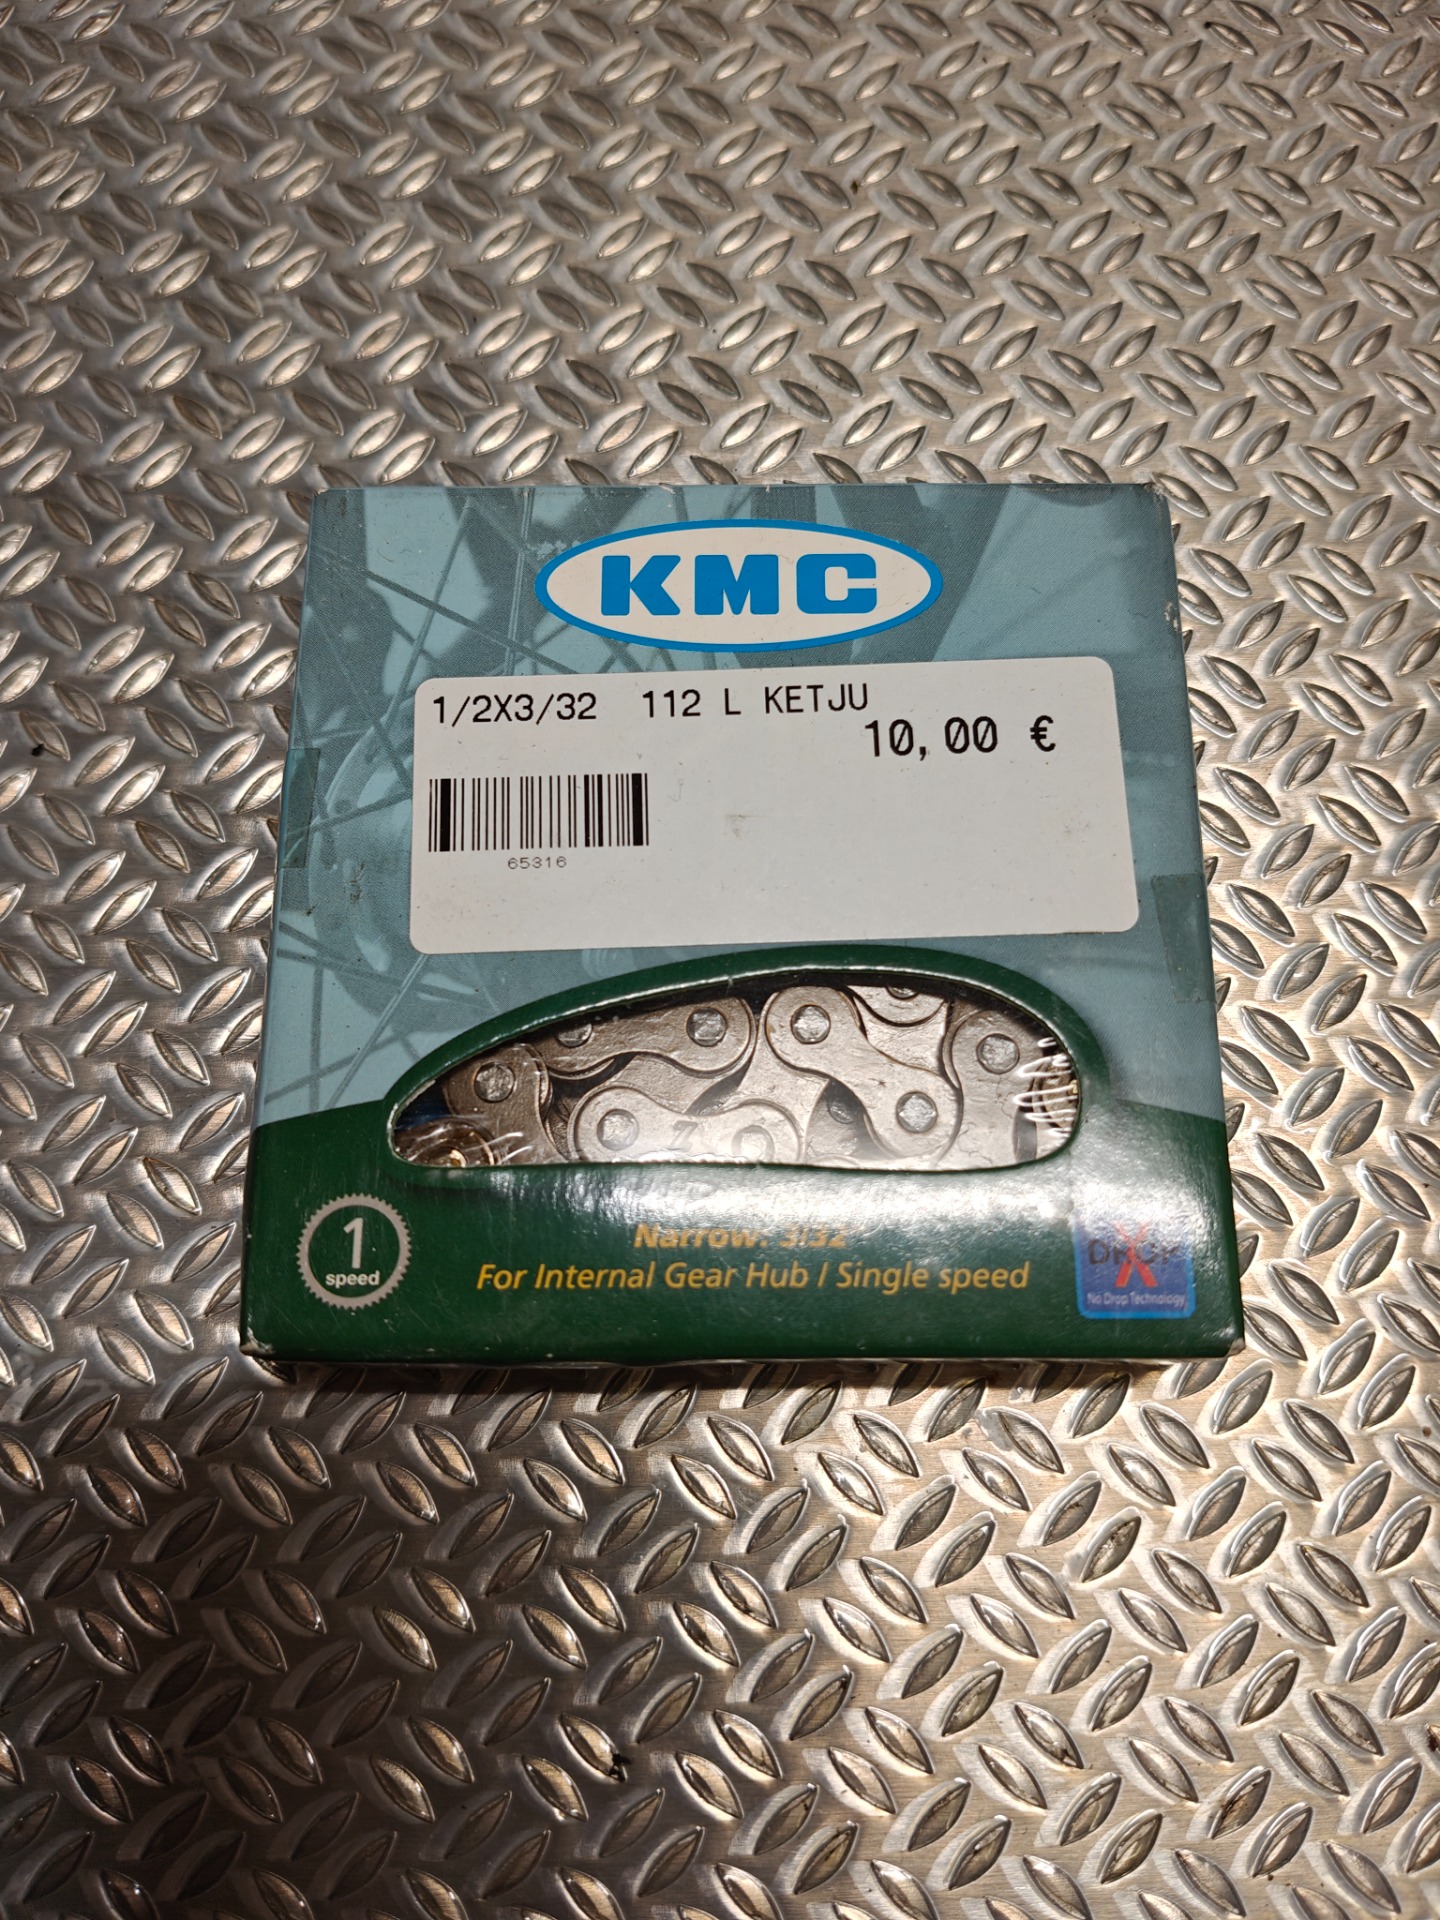 KMC
1/2X3/32 112 L KETJU
10,00 €
65316
1
speed
Narrow: 3/32
For Internal Gear Hub / Single speed
DROP
X
No Drop Technology